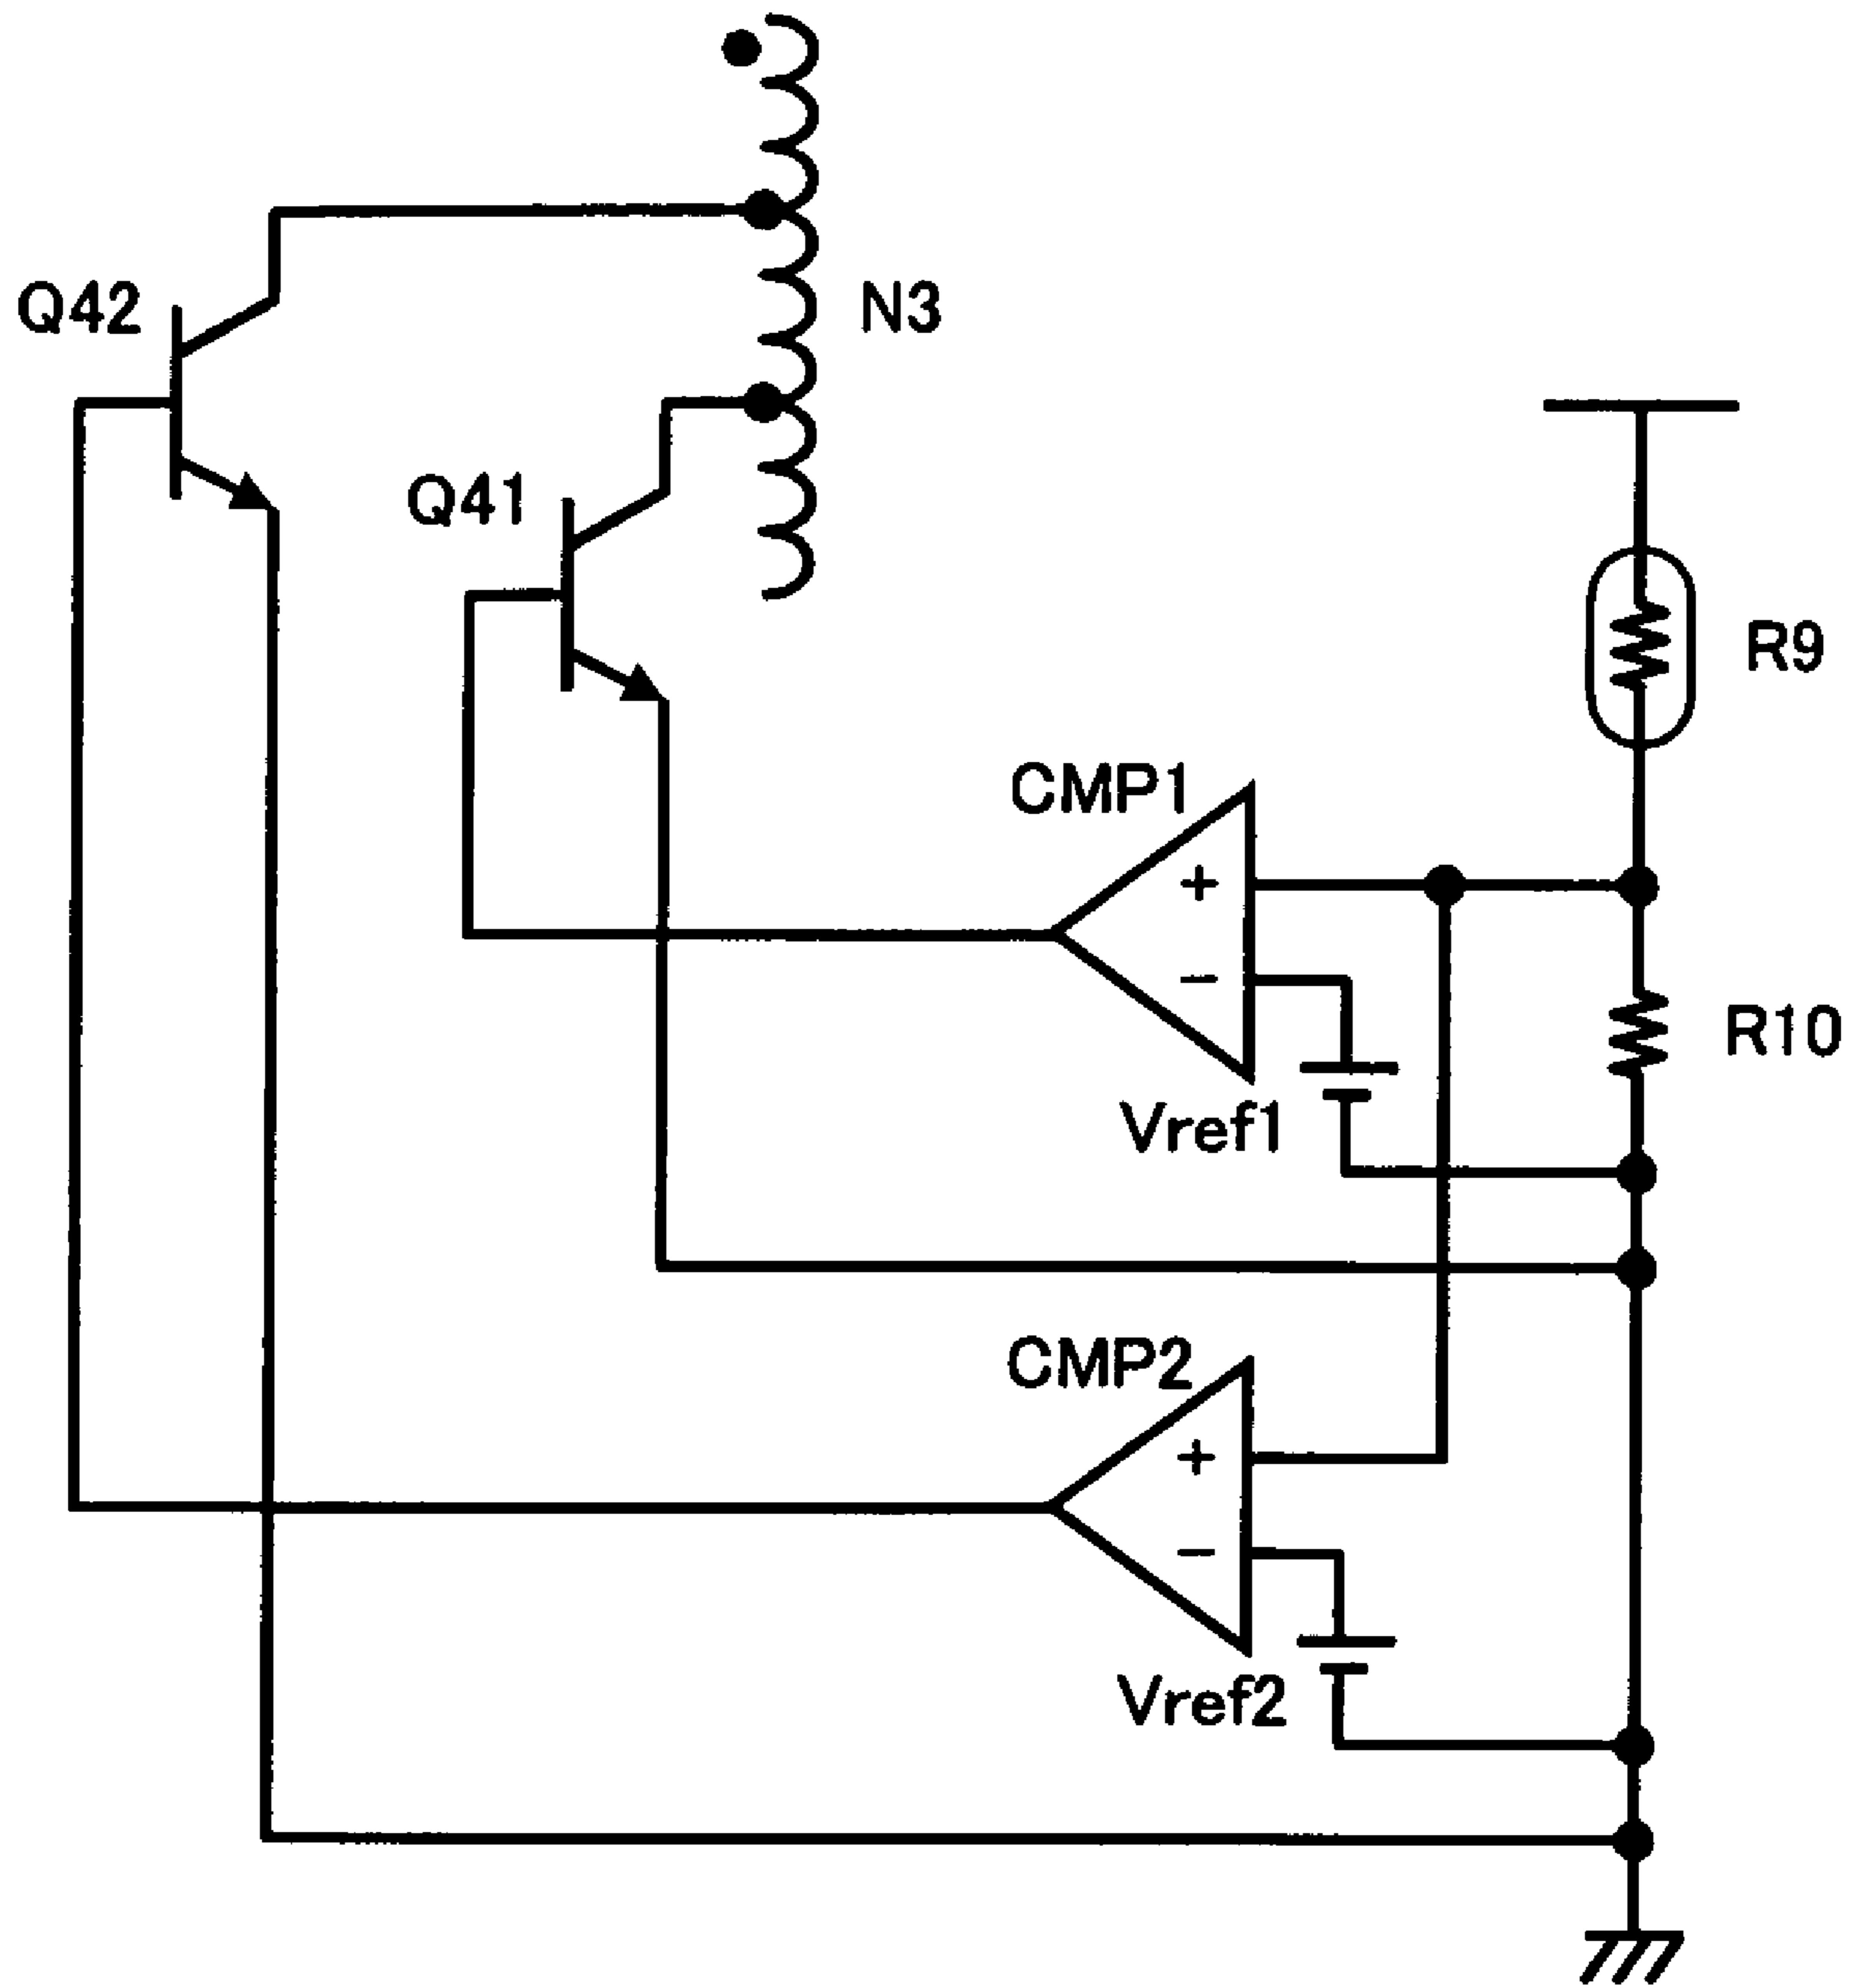 Q42
N3
Q41
R9
CMP1
+
−
R10
Vref1
CMP2
+
−
Vref2